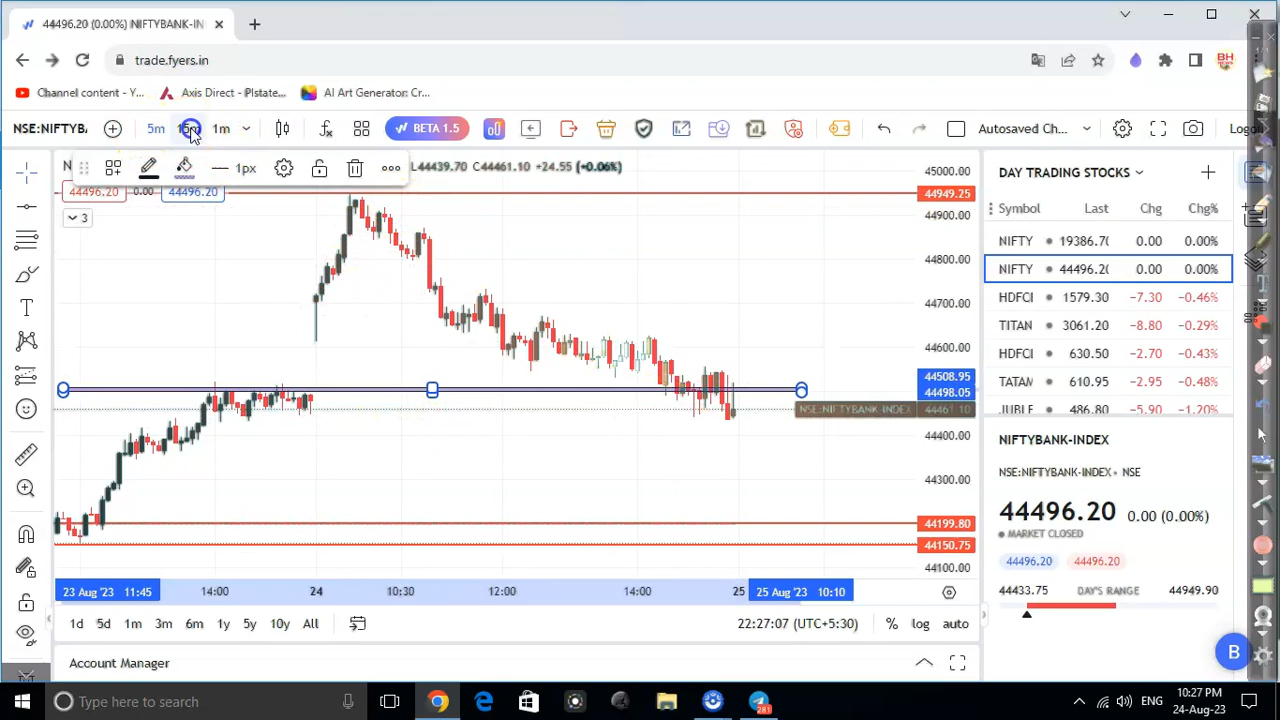 44496.20 (0.00%) NIFTYBANK-IN
trade.fyers.in
Channel content - Y...
Axis Direct - Plstate...
AI Art Generator: Cr...
BH
NEWS
NSE:NIFTYB.
5m
15m
1m
BETA 1.5
Autosaved Ch...
Logon
N
1px
L44439.70 C44461.10 +24.55 (+0.06%)
44496.20 0.00 44496.20
3
45000.00
44949.25
44900.00
44800.00
44700.00
44600.00
44508.95
44498.05
NSE:NIFTYBANK-INDEX 44461.10
44400.00
44300.00
44199.80
44150.75
44100.00
23 Aug '23 11:45
14:00
24
10:30
12:00
14:00
25
25 Aug '23 10:10
1d 5d 1m 3m 6m 1y 5y 10y All
22:27:07 (UTC+5:30)
% log auto
Account Manager
DAY TRADING STOCKS
Symbol Last Chg Chg%
NIFTY 19386.70 0.00 0.00%
NIFTY 44496.20 0.00 0.00%
HDFCI 1579.30 −7.30 −0.46%
TITAN 3061.20 −8.80 −0.29%
HDFCI 630.50 −2.70 −0.43%
TATAM 610.95 −2.95 −0.48%
JUBLF 486.80 −5.90 −1.20%
NIFTYBANK-INDEX
NSE:NIFTYBANK-INDEX • NSE
44496.20 0.00 (0.00%)
MARKET CLOSED
44496.20 44496.20
44433.75 DAY'S RANGE 44949.90
B
Type here to search
281
ENG
10:27 PM
24-Aug-23